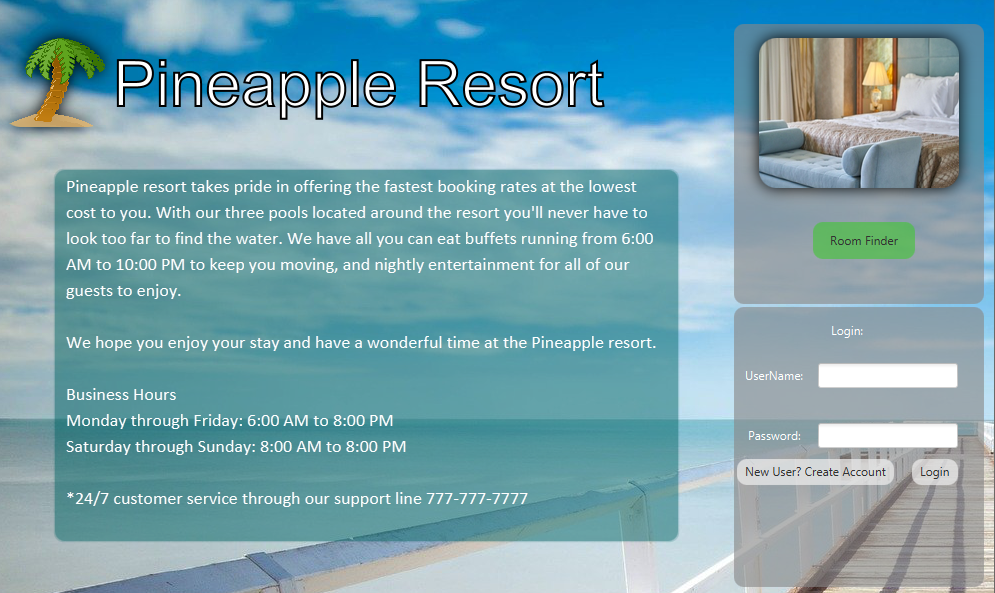 Pineapple Resort
Pineapple resort takes pride in offering the fastest booking rates at the lowest
cost to you. With our three pools located around the resort you'll never have to
look too far to find the water. We have all you can eat buffets running from 6:00
AM to 10:00 PM to keep you moving, and nightly entertainment for all of our
guests to enjoy.
We hope you enjoy your stay and have a wonderful time at the Pineapple resort.
Business Hours
Monday through Friday: 6:00 AM to 8:00 PM
Saturday through Sunday: 8:00 AM to 8:00 PM
*24/7 customer service through our support line 777-777-7777
Room Finder
Login:
UserName:
Password:
New User? Create Account
Login